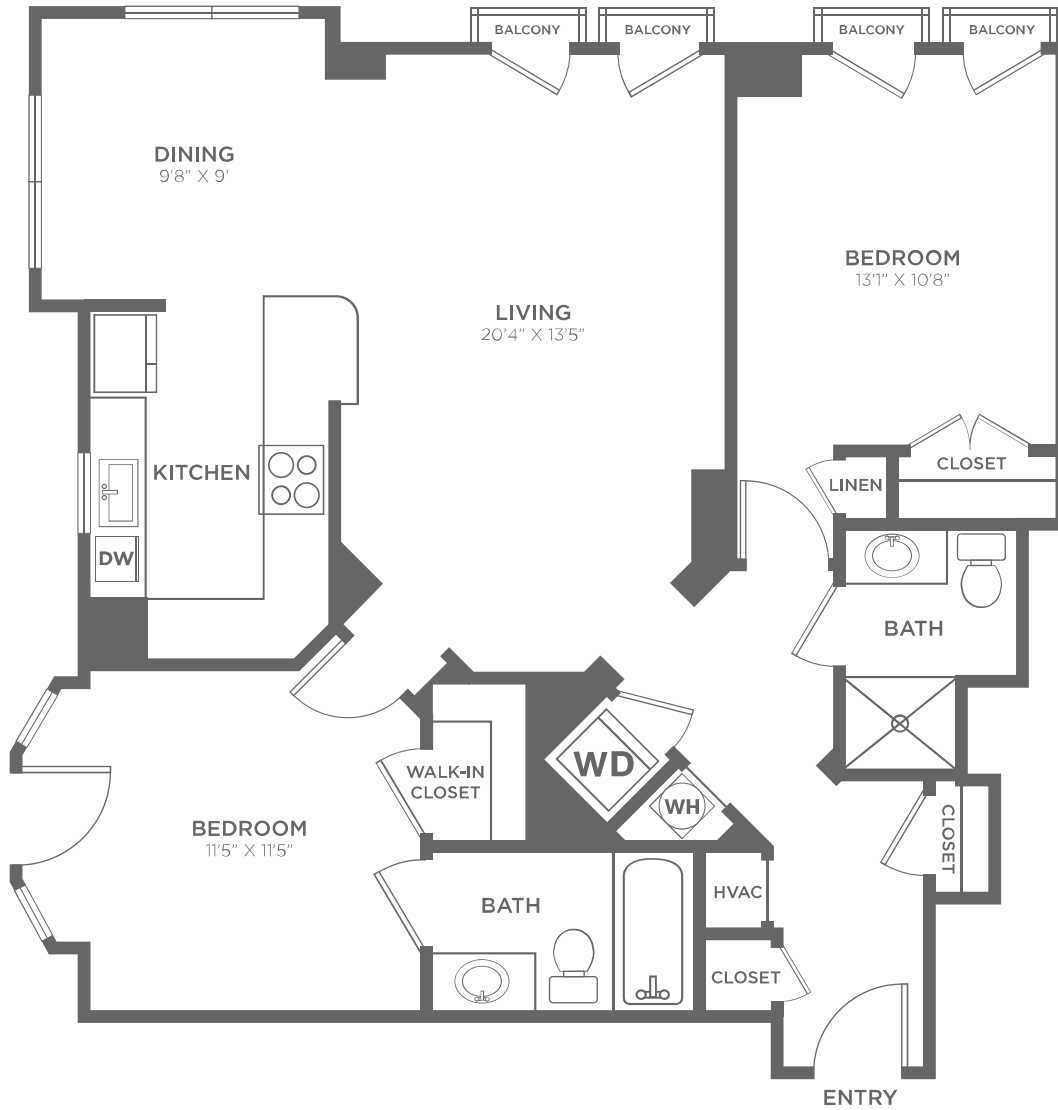 BALCONY
BALCONY
BALCONY
BALCONY
DINING
9'8" X 9'
BEDROOM
13'1" X 10'8"
LIVING
20'4" X 13'5"
KITCHEN
CLOSET
LINEN
DW
BATH
WD
WALK-IN
CLOSET
WH
BEDROOM
11'5" X 11'5"
CLOSET
HVAC
BATH
CLOSET
ENTRY